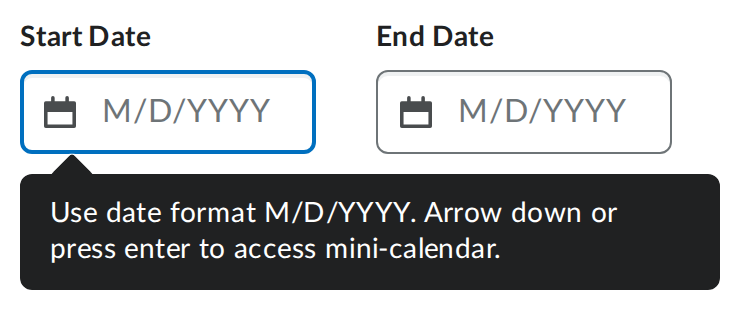 Start Date End Date
M/D/YYYY M/D/YYYY
Use date format M/D/YYYY. Arrow down or
press enter to access mini-calendar.